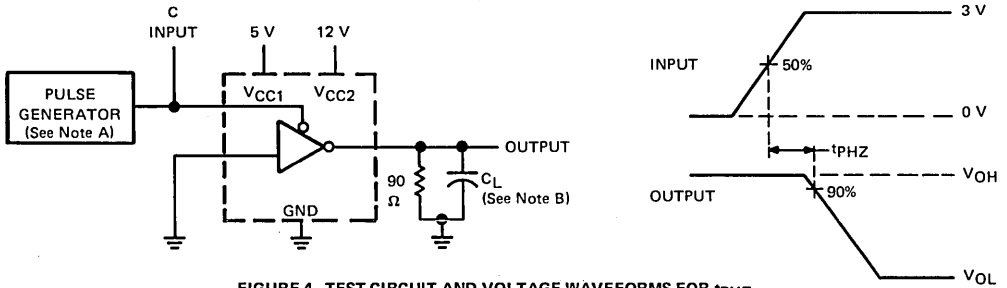 C
INPUT
5 V
12 V
PULSE
GENERATOR
(See Note A)
VCC1
VCC2
OUTPUT
90
Ω
CL
(See Note B)
GND
INPUT
3 V
50%
0 V
tPHZ
VOH
OUTPUT
90%
VOL
FIGURE 4. TEST CIRCUIT AND VOLTAGE WAVEFORMS FOR tPHZ